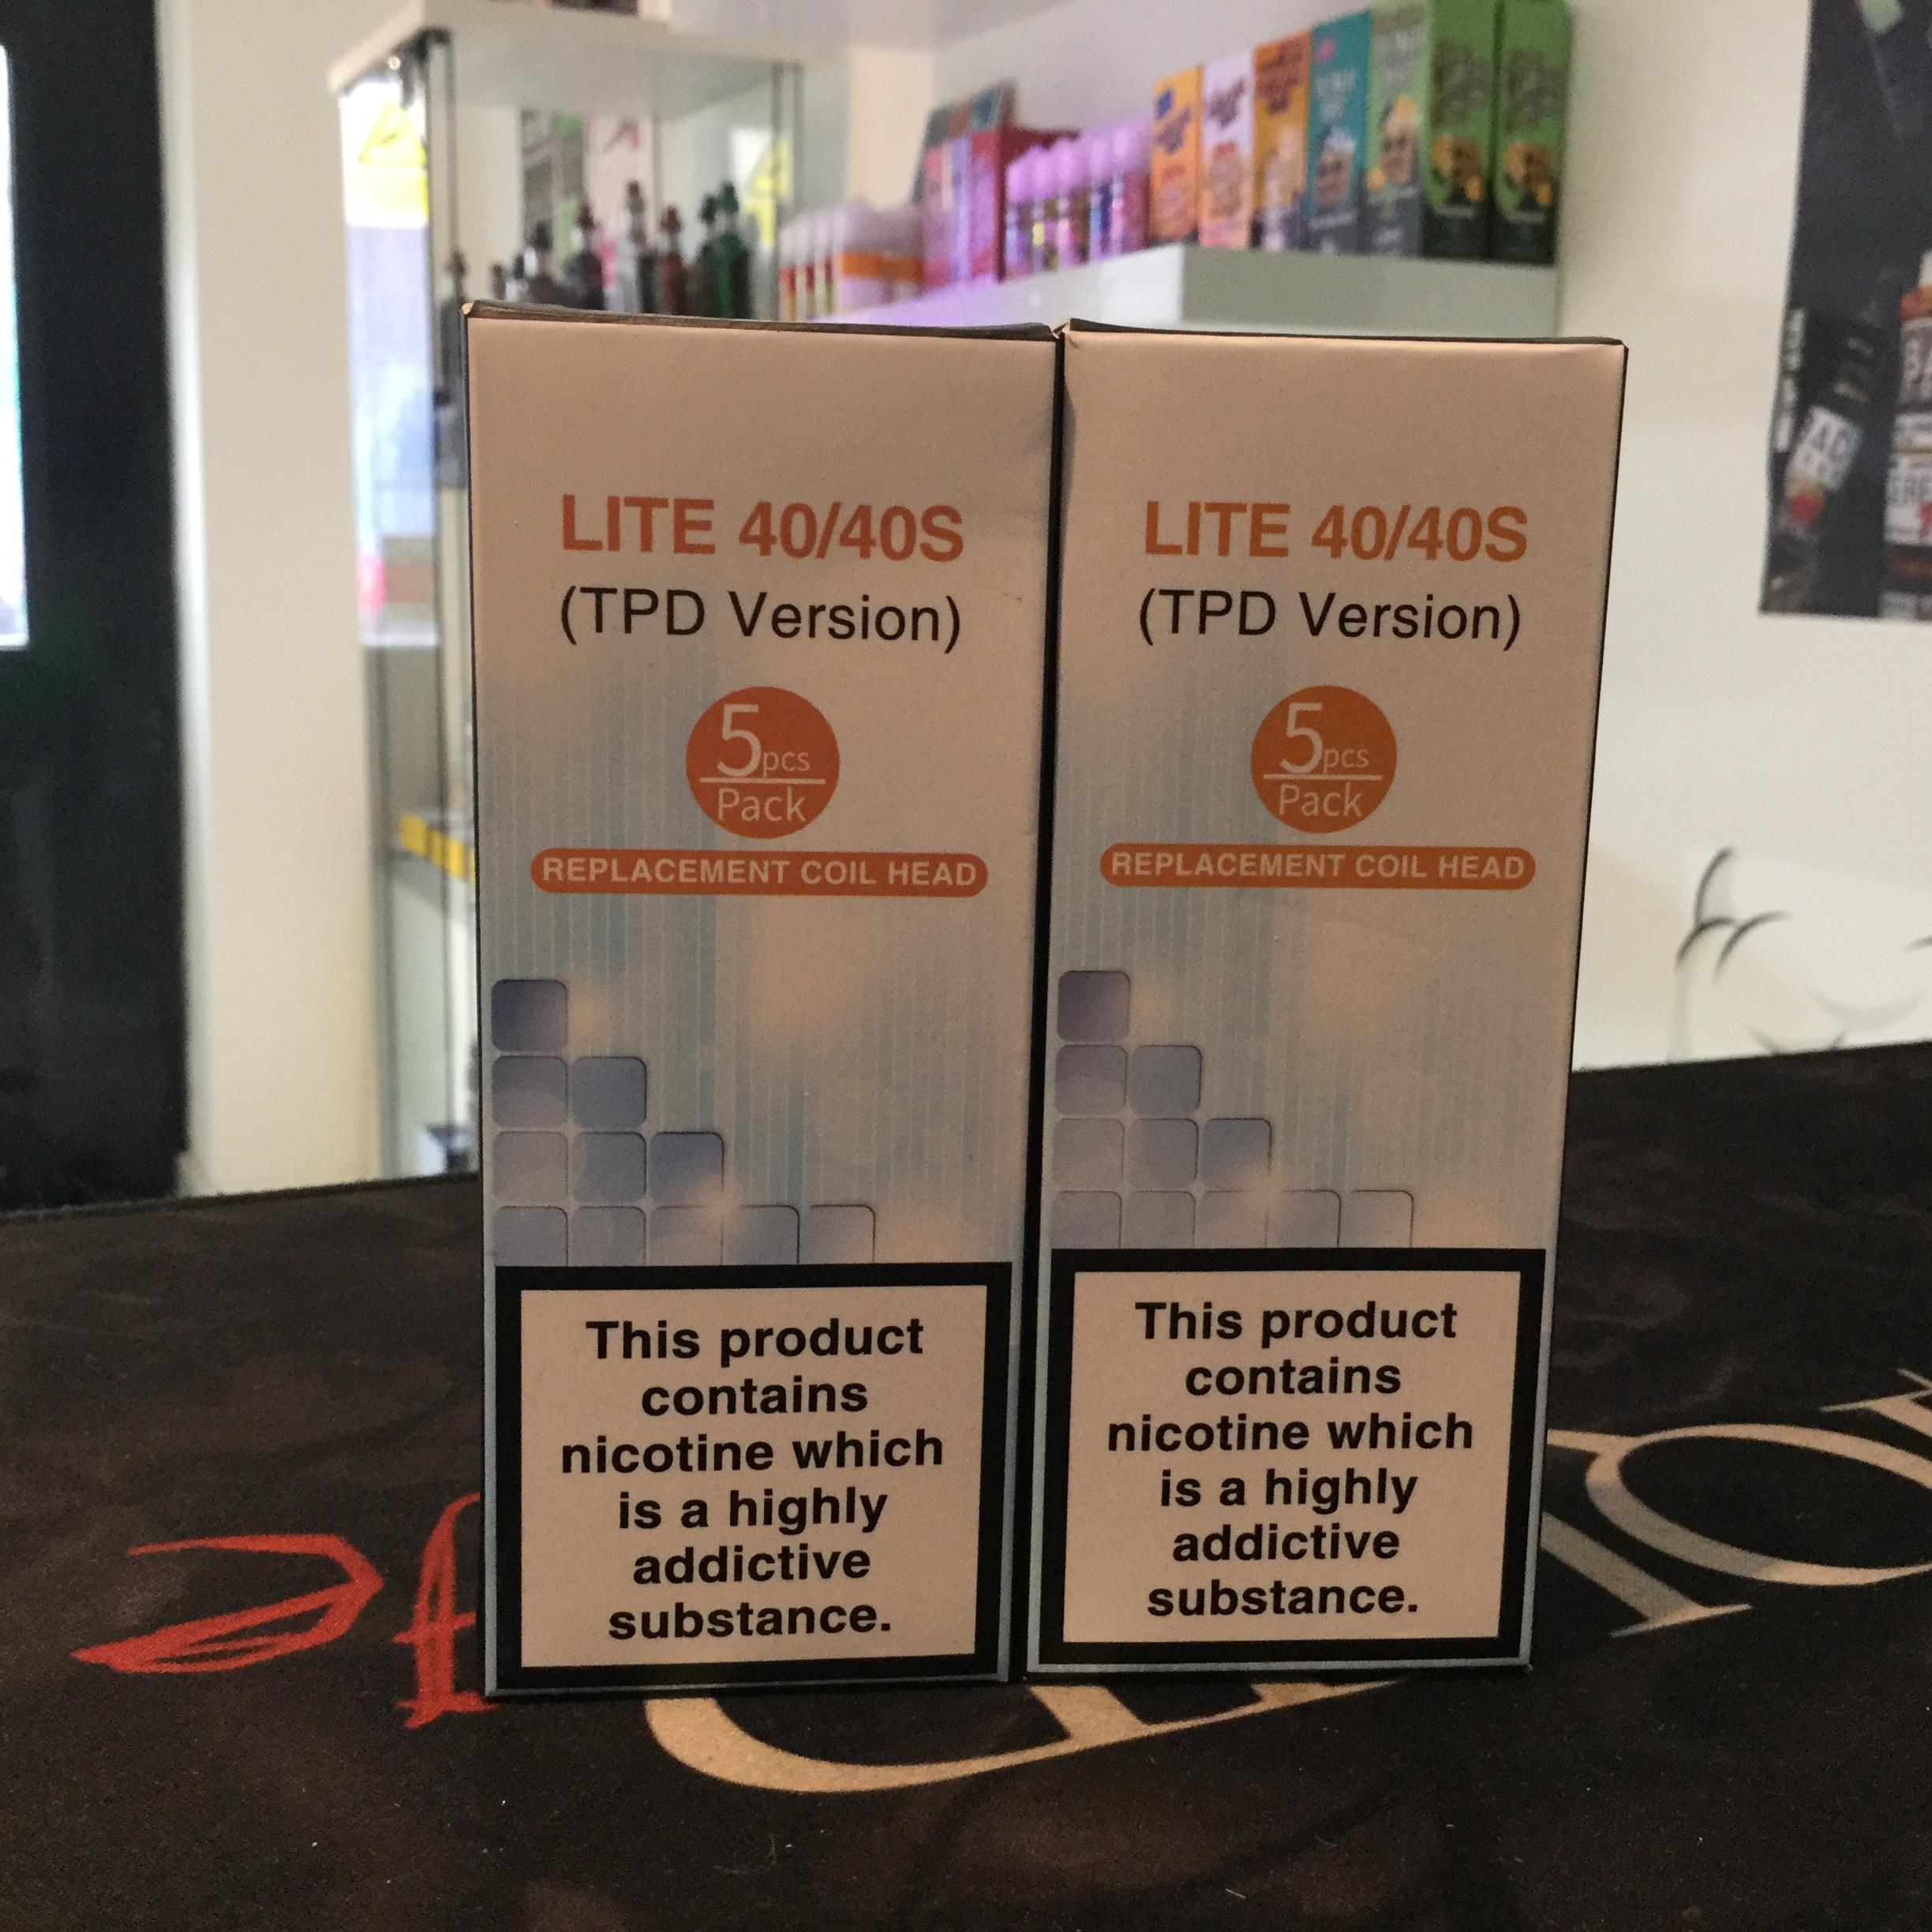 LITE 40/40S
(TPD Version)
5pcs
Pack
REPLACEMENT COIL HEAD
This product
contains
nicotine which
is a highly
addictive
substance.
LITE 40/40S
(TPD Version)
5pcs
Pack
REPLACEMENT COIL HEAD
This product
contains
nicotine which
is a highly
addictive
substance.